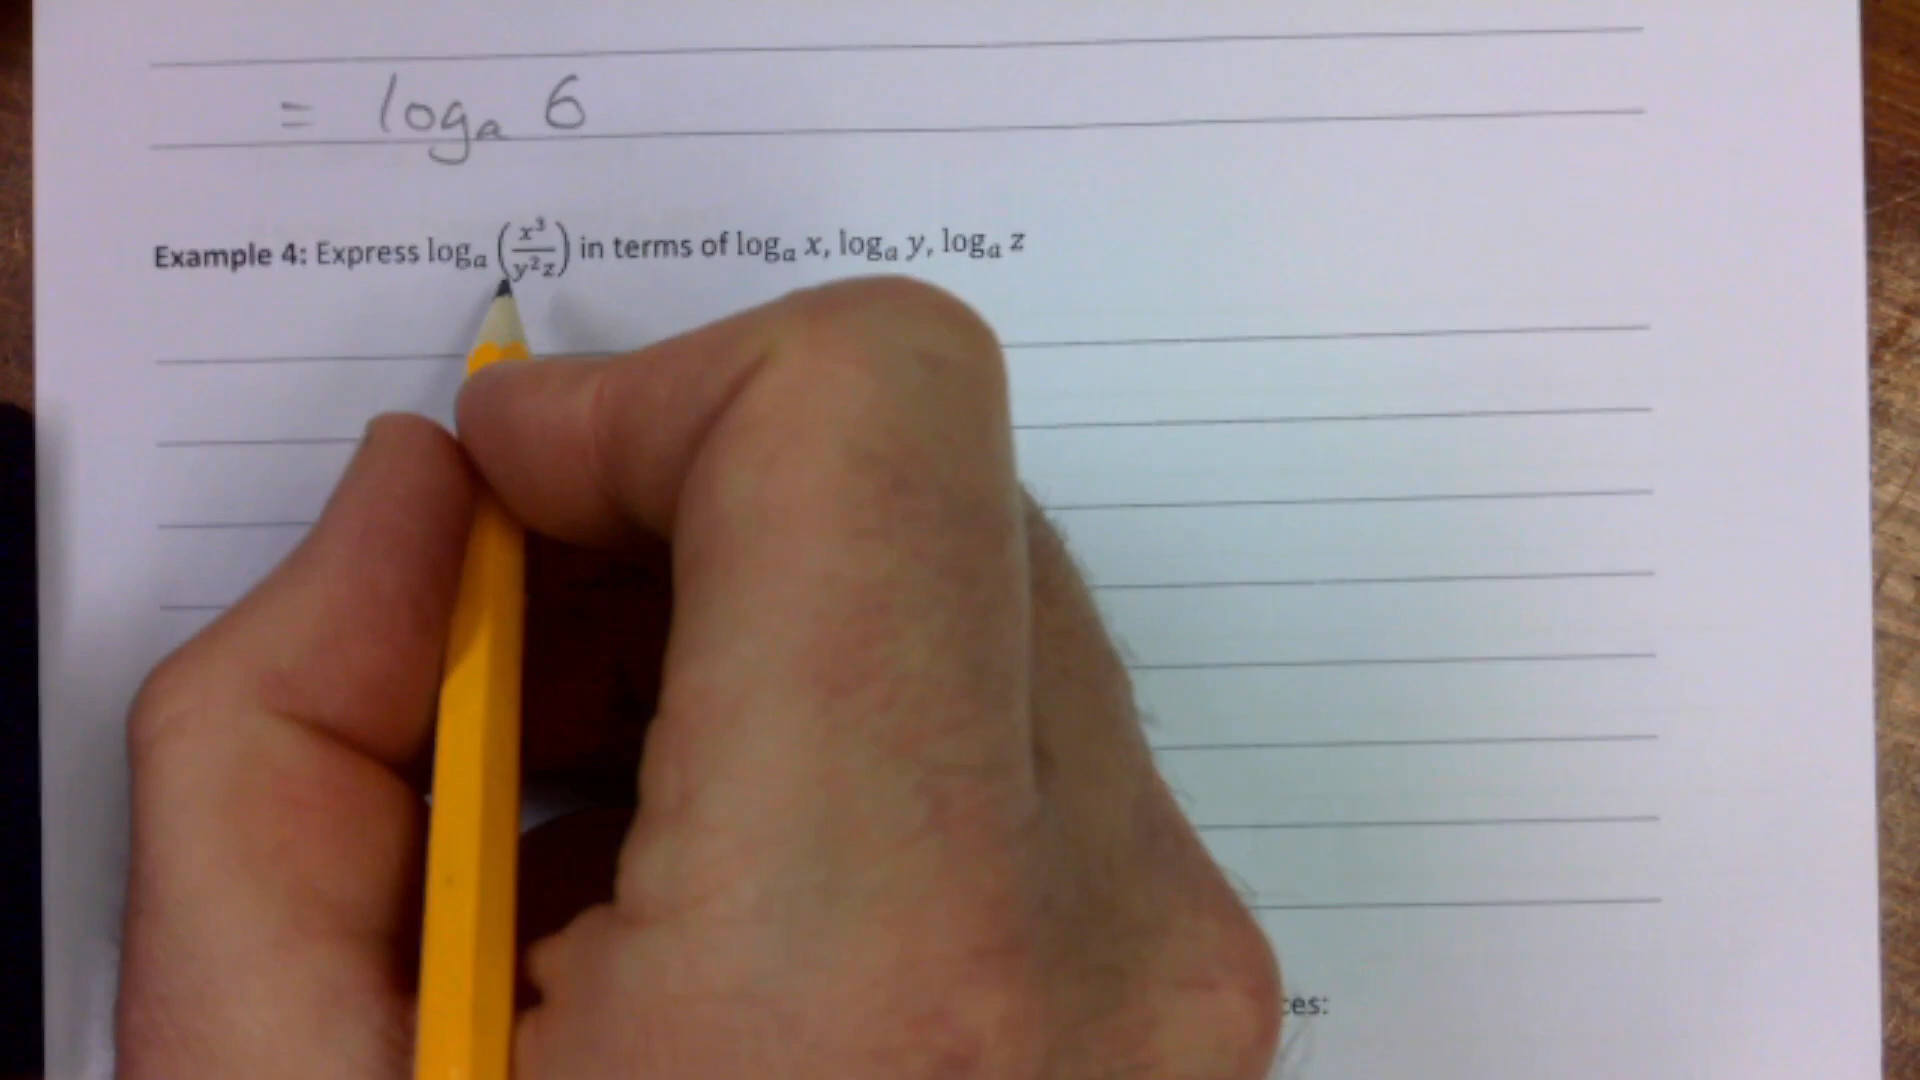 = logₐ 6
Example 4: Express logₐ (x³/y²z) in terms of logₐ x, logₐ y, logₐ z